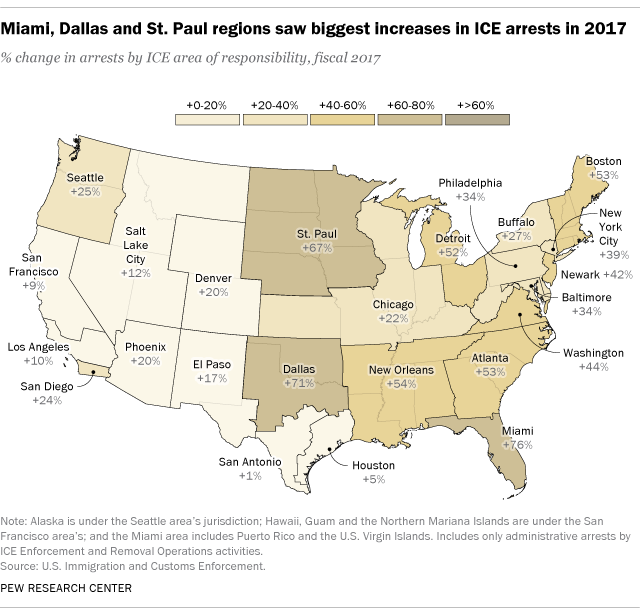 Miami, Dallas and St. Paul regions saw biggest increases in ICE arrests in 2017
% change in arrests by ICE area of responsibility, fiscal 2017
+0-20%
+20-40%
+40-60%
+60-80%
+>60%
Boston
+53%
Philadelphia
+34%
Seattle
+25%
Buffalo
+27%
New
York
City
+39%
St. Paul
+67%
Detroit
+52%
Salt
Lake
City
+12%
San
Francisco
+9%
Newark +42%
Denver
+20%
Baltimore
+34%
Chicago
+22%
Los Angeles
+10%
Phoenix
+20%
Washington
+44%
El Paso
+17%
Dallas
+71%
New Orleans
+54%
Atlanta
+53%
San Diego
+24%
Miami
+76%
San Antonio
+1%
Houston
+5%
Note: Alaska is under the Seattle area's jurisdiction; Hawaii, Guam and the Northern Mariana Islands are under the San
Francisco area's; and the Miami area includes Puerto Rico and the U.S. Virgin Islands. Includes only administrative arrests by
ICE Enforcement and Removal Operations activities.
Source: U.S. Immigration and Customs Enforcement.
PEW RESEARCH CENTER